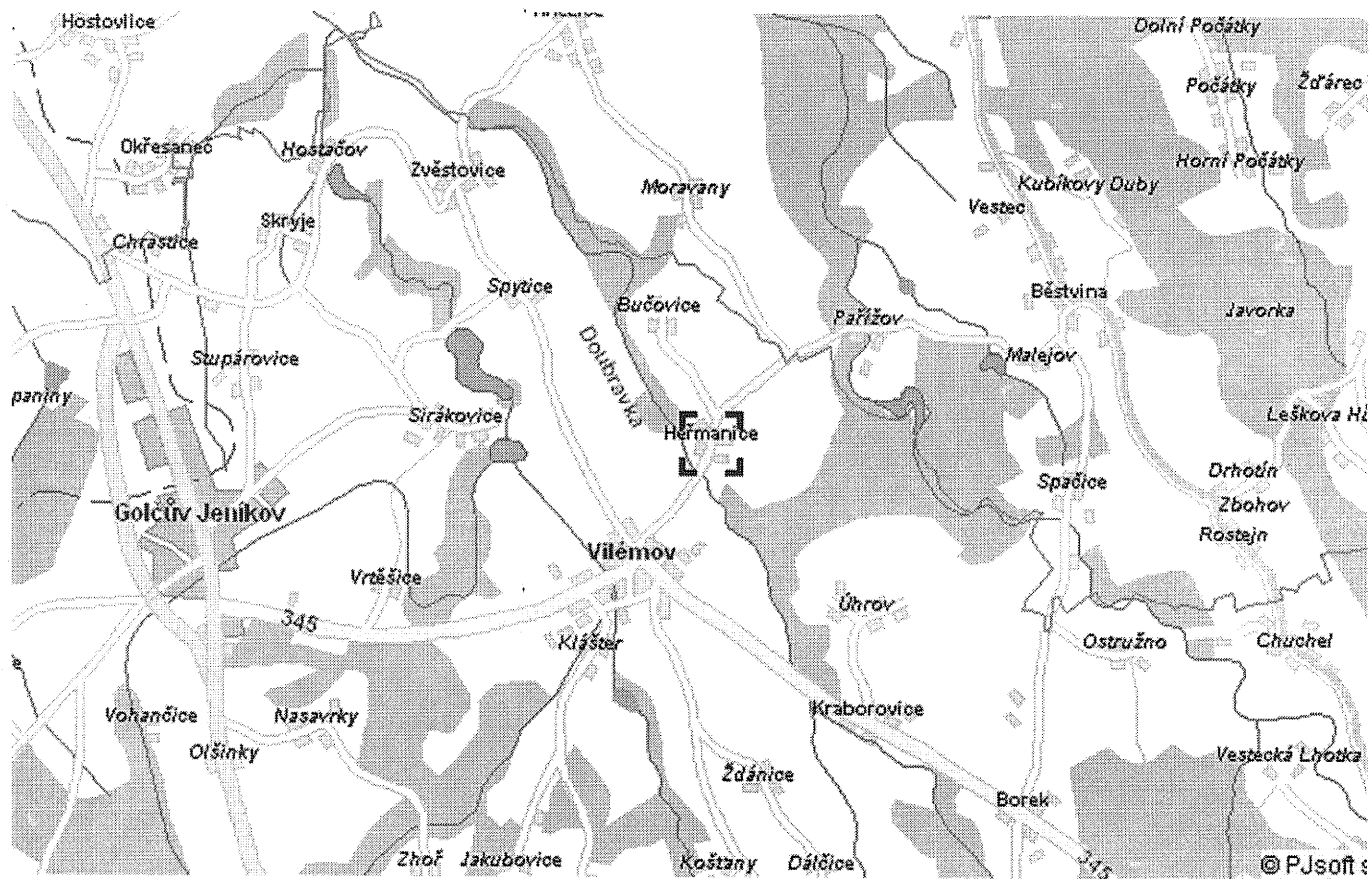 Hostovlice
Dolní Počátky
Počátky
Žďárec
Okřesaneč
Hostačov
Zvěstovice
Moravany
Horní Počátky
Kubíkovy Duby
Vestec
Skryje
Chrastice
Spytice
Bučovice
Běstvina
Javorka
Pařížov
Doubravka
Stupárovice
Malejov
paniny
Sirákovice
Heřmanice
Leškova H
Drhotín
Spačice
Zbohov
Golčův Jeníkov
Rostejn
Vilémov
Vrtěšice
Úhrov
345
Klášter
Ostružno
Chuchel
e
Vohančice
Nasavrky
Kraborovice
Olšinky
Vestecká Lhotka
Ždánice
Borek
Zhoř
Jakubovice
Koštany
Dálčice
345
© PJsoft s